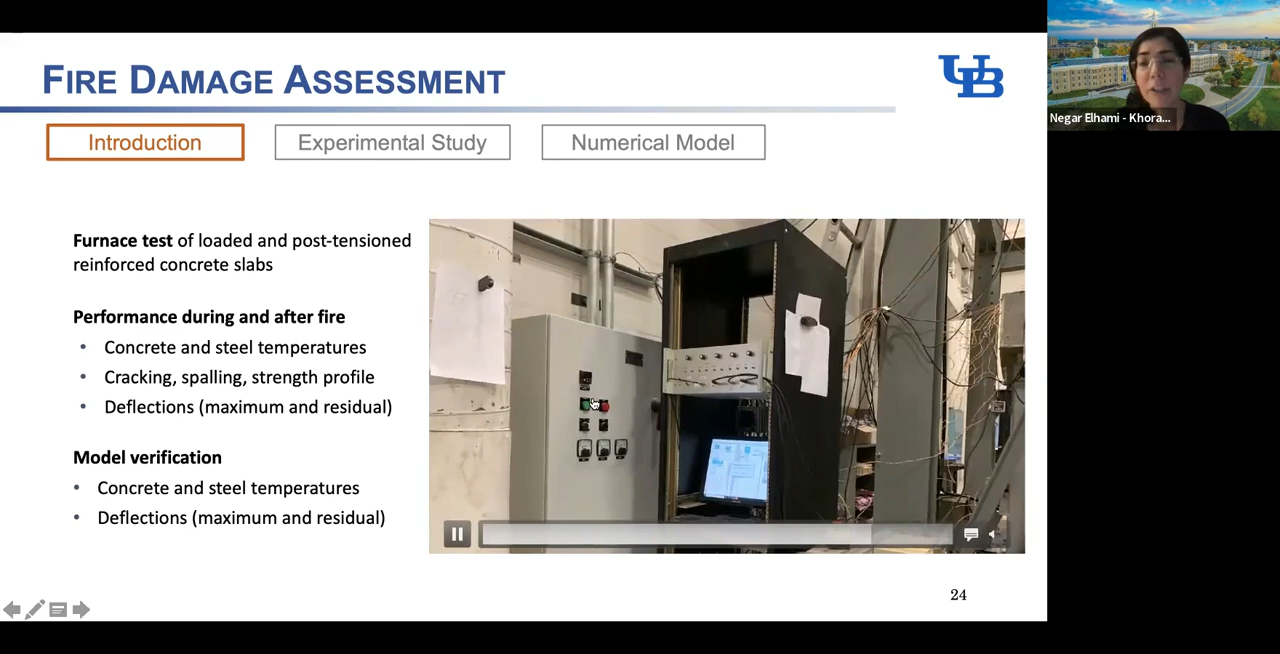 FIRE DAMAGE ASSESSMENT
UB
Introduction
Experimental Study
Numerical Model
Furnace test of loaded and post-tensioned
reinforced concrete slabs
Performance during and after fire
• Concrete and steel temperatures
• Cracking, spalling, strength profile
• Deflections (maximum and residual)
Model verification
• Concrete and steel temperatures
• Deflections (maximum and residual)
24
Negar Elhami - Khora...